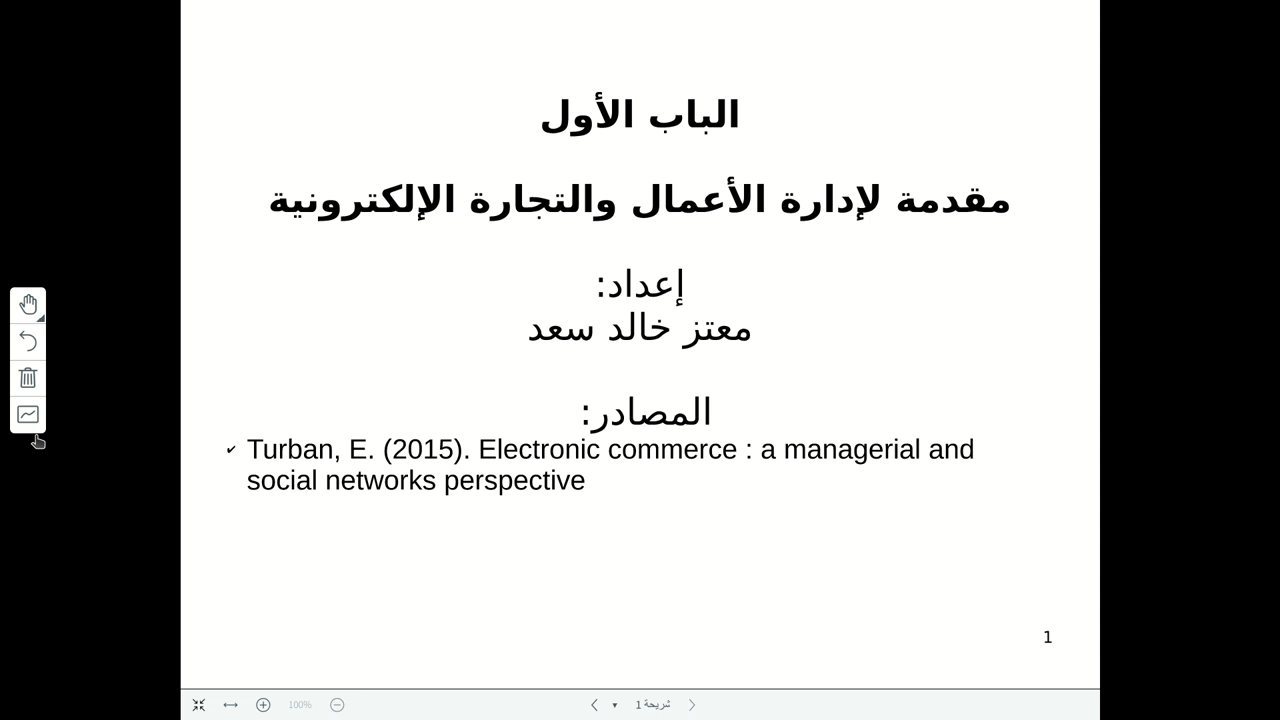 الباب الأول
مقدمة لإدارة الأعمال والتجارة الإلكترونية
إعداد:
معتز خالد سعد
المصادر:
✓ Turban, E. (2015). Electronic commerce : a managerial and
social networks perspective
1
100%
شريحة 1